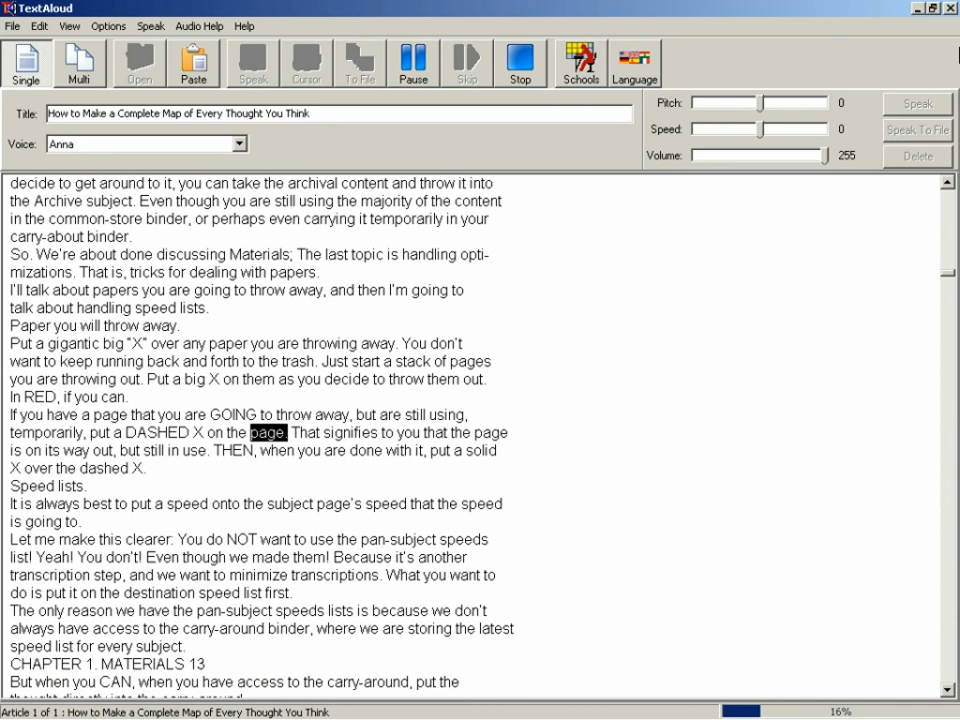 TextAloud
File Edit View Options Speak Audio Help Help
Single Multi Open Paste Speak Cursor To File Pause Skip Stop Schools Language
Title: How to Make a Complete Map of Every Thought You Think
Voice: Anna
Pitch: 0 Speak
Speed: 0 Speak To File
Volume: 255 Delete
decide to get around to it, you can take the archival content and throw it into
the Archive subject. Even though you are still using the majority of the content
in the common-store binder, or perhaps even carrying it temporarily in your
carry-about binder.
So. We're about done discussing Materials; The last topic is handling opti-
mizations. That is, tricks for dealing with papers.
I'll talk about papers you are going to throw away, and then I'm going to
talk about handling speed lists.
Paper you will throw away.
Put a gigantic big "X" over any paper you are throwing away. You don't
want to keep running back and forth to the trash. Just start a stack of pages
you are throwing out. Put a big X on them as you decide to throw them out.
In RED, if you can.
If you have a page that you are GOING to throw away, but are still using,
temporarily, put a DASHED X on the page. That signifies to you that the page
is on its way out, but still in use. THEN, when you are done with it, put a solid
X over the dashed X.
Speed lists.
It is always best to put a speed onto the subject page's speed that the speed
is going to.
Let me make this clearer: You do NOT want to use the pan-subject speeds
list! Yeah! You don't! Even though we made them! Because it's another
transcription step, and we want to minimize transcriptions. What you want to
do is put it on the destination speed list first.
The only reason we have the pan-subject speeds lists is because we don't
always have access to the carry-around binder, where we are storing the latest
speed list for every subject.
CHAPTER 1. MATERIALS 13
But when you CAN, when you have access to the carry-around, put the
thought directly into the carry-around.
Article 1 of 1 : How to Make a Complete Map of Every Thought You Think 16%